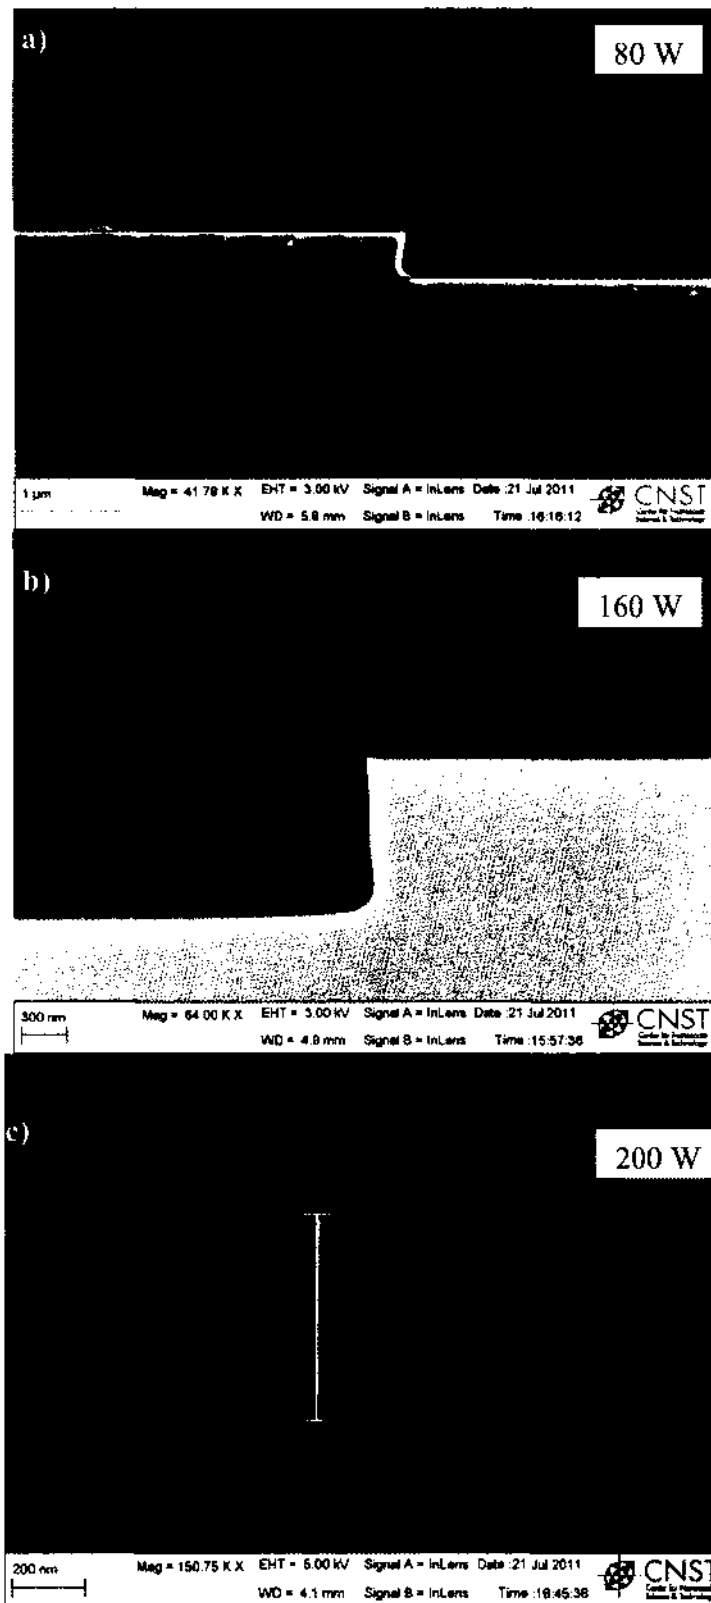 a)
80 W
1 µm
Mag = 41.78 K X EHT = 3.00 kV Signal A = InLens Date :21 Jul 2011
WD = 5.8 mm Signal B = InLens Time :16:16:12
CNST
b)
160 W
300 nm
Mag = 64.00 K X EHT = 3.00 kV Signal A = InLens Date :21 Jul 2011
WD = 4.9 mm Signal B = InLens Time :15:57:36
CNST
c)
200 W
200 nm
Mag = 150.75 K X EHT = 5.00 kV Signal A = InLens Date :21 Jul 2011
WD = 4.1 mm Signal B = InLens Time :16:45:36
CNST